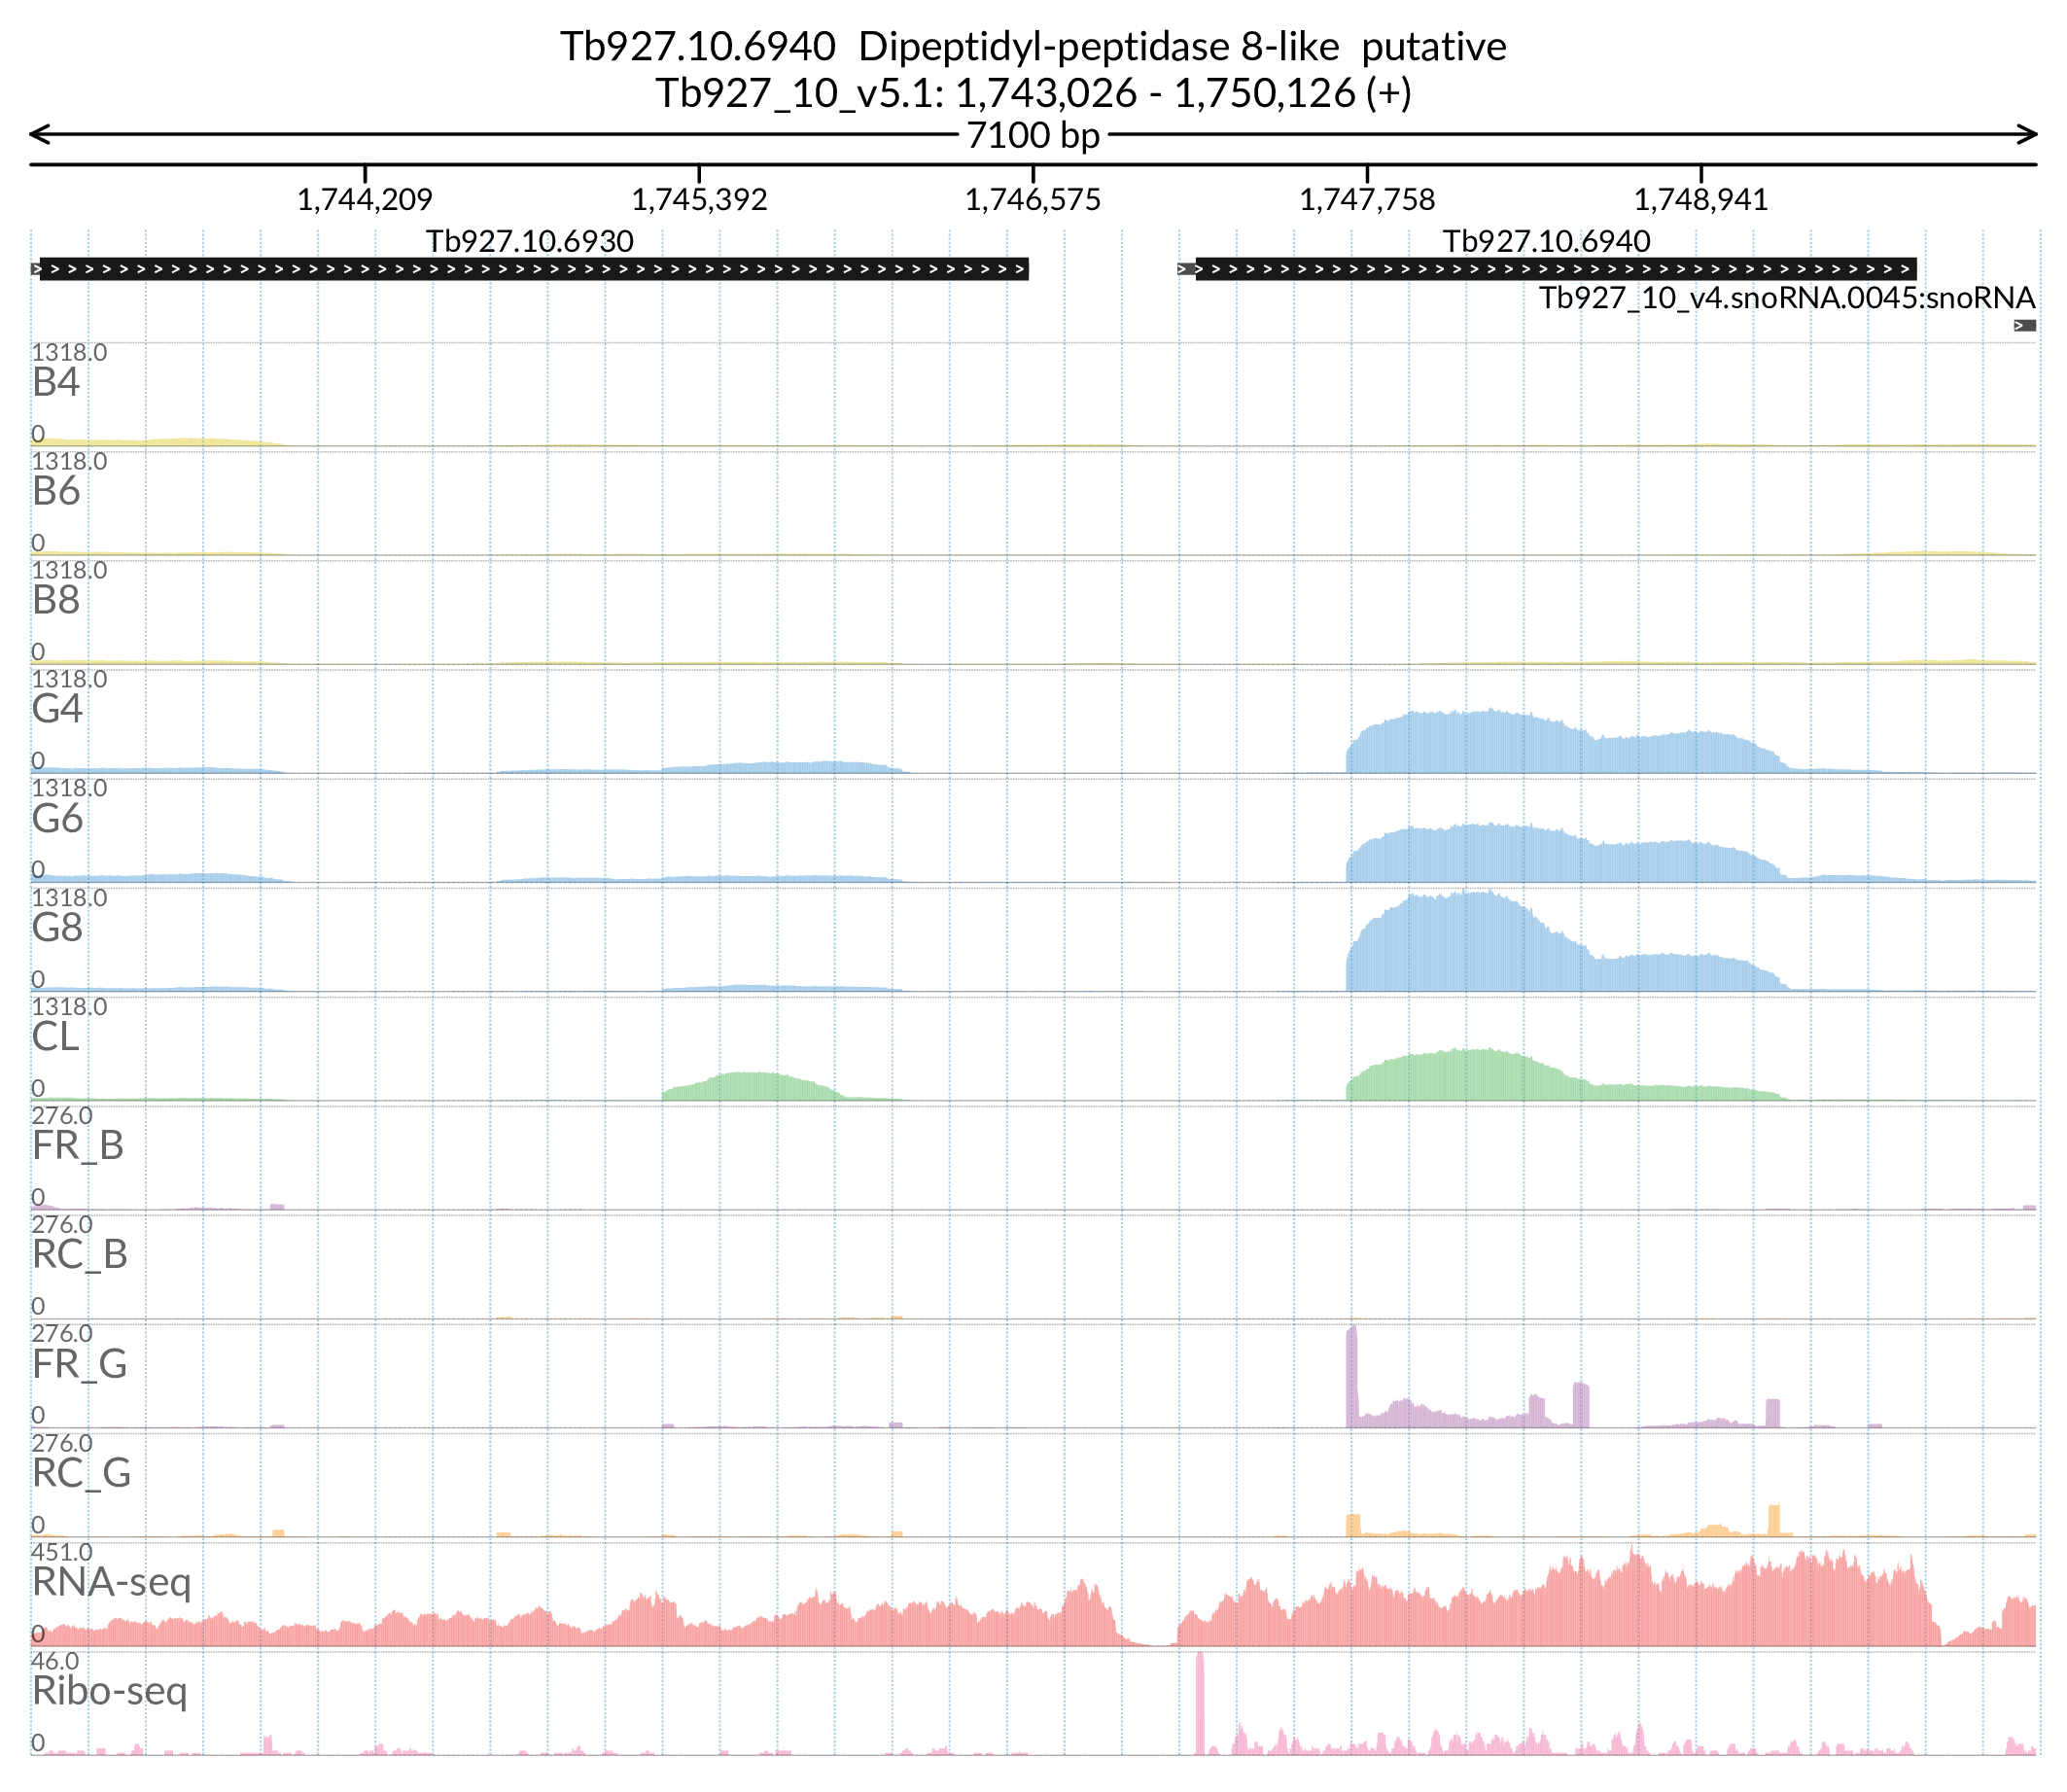 Tb927.10.6940 Dipeptidyl-peptidase 8-like putative
Tb927_10_v5.1: 1,743,026 - 1,750,126 (+)
7100 bp
1,744,209 1,745,392 1,746,575 1,747,758 1,748,941
Tb927.10.6930 Tb927.10.6940
Tb927_10_v4.snoRNA.0045:snoRNA
1318.0
B4
0
1318.0
B6
0
1318.0
B8
0
1318.0
G4
0
1318.0
G6
0
1318.0
G8
0
1318.0
CL
0
276.0
FR_B
0
276.0
RC_B
0
276.0
FR_G
0
276.0
RC_G
0
451.0
RNA-seq
0
46.0
Ribo-seq
0